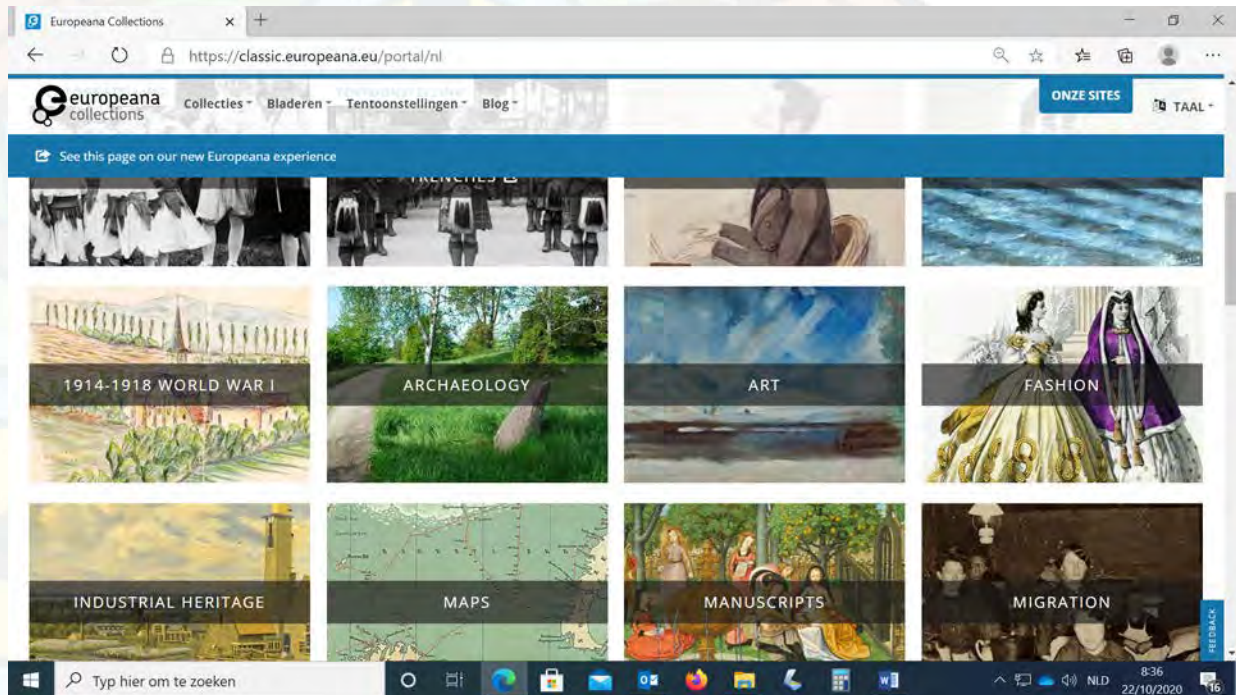 Europeana Collections
https://classic.europeana.eu/portal/nl
europeana
collections
Collecties Bladeren Tentoonstellingen Blog
ONZE SITES
TAAL
See this page on our new Europeana experience
TRENCHES
1914-1918 WORLD WAR I
ARCHAEOLOGY
ART
FASHION
INDUSTRIAL HERITAGE
MAPS
MANUSCRIPTS
MIGRATION
FEEDBACK
Typ hier om te zoeken
NLD
8:36
22/10/2020
16